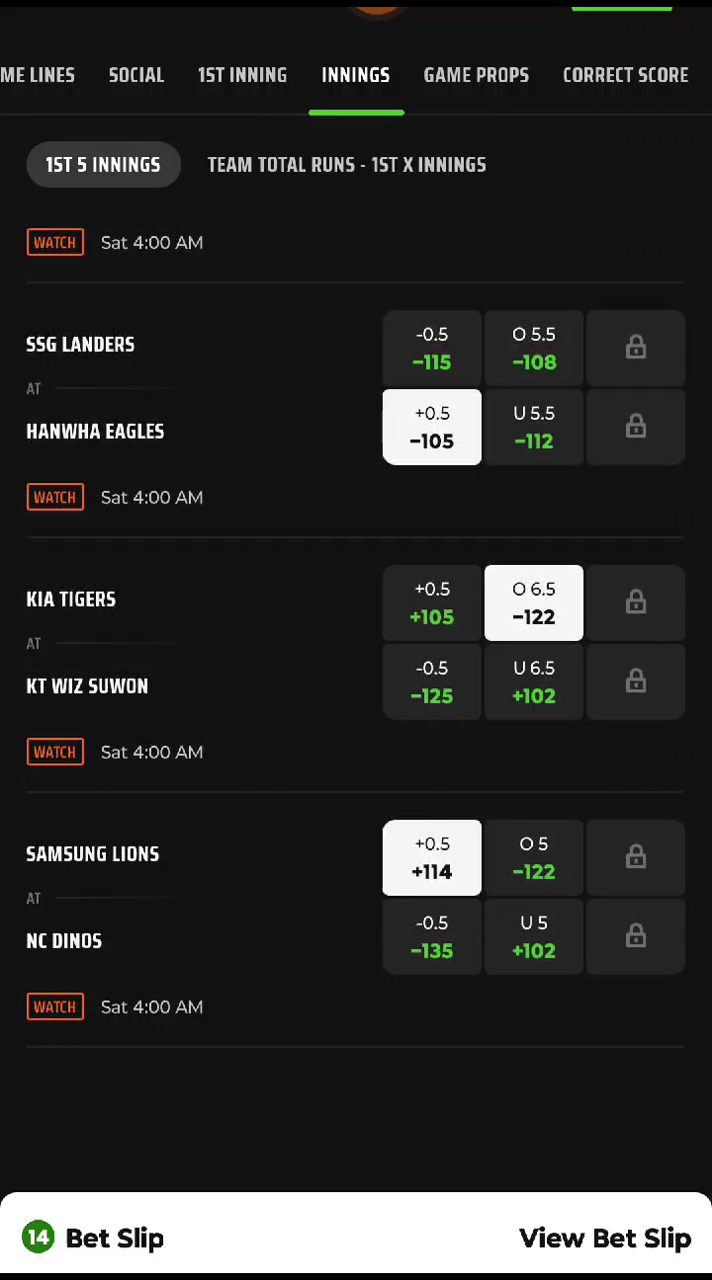 ME LINES SOCIAL 1ST INNING INNINGS GAME PROPS CORRECT SCORE
1ST 5 INNINGS TEAM TOTAL RUNS - 1ST X INNINGS
WATCH Sat 4:00 AM
SSG LANDERS
-0.5 O 5.5
−115 −108
AT
HANWHA EAGLES
+0.5 U 5.5
−105 −112
WATCH Sat 4:00 AM
KIA TIGERS
+0.5 O 6.5
+105 −122
AT
KT WIZ SUWON
-0.5 U 6.5
−125 +102
WATCH Sat 4:00 AM
SAMSUNG LIONS
+0.5 O 5
+114 −122
AT
NC DINOS
-0.5 U 5
−135 +102
WATCH Sat 4:00 AM
14 Bet Slip View Bet Slip